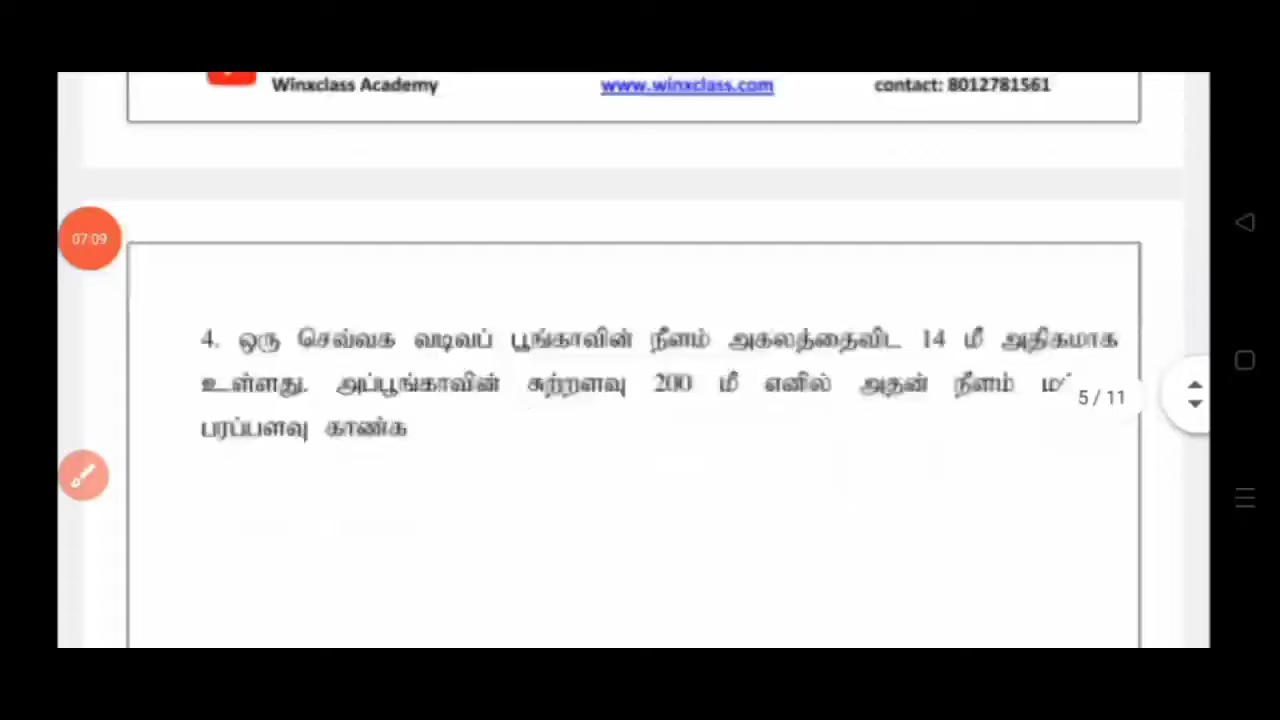 Winxclass Academy www.winxclass.com contact: 8012781561
07:09
4. ஒரு செவ்வக வடிவப் பூங்காவின் நீளம் அகலத்தைவிட 14 மீ அதிகமாக
உள்ளது. அப்பூங்காவின் சுற்றளவு 200 மீ எனில் அதன் நீளம்
5 / 11
பரப்பளவு காண்க